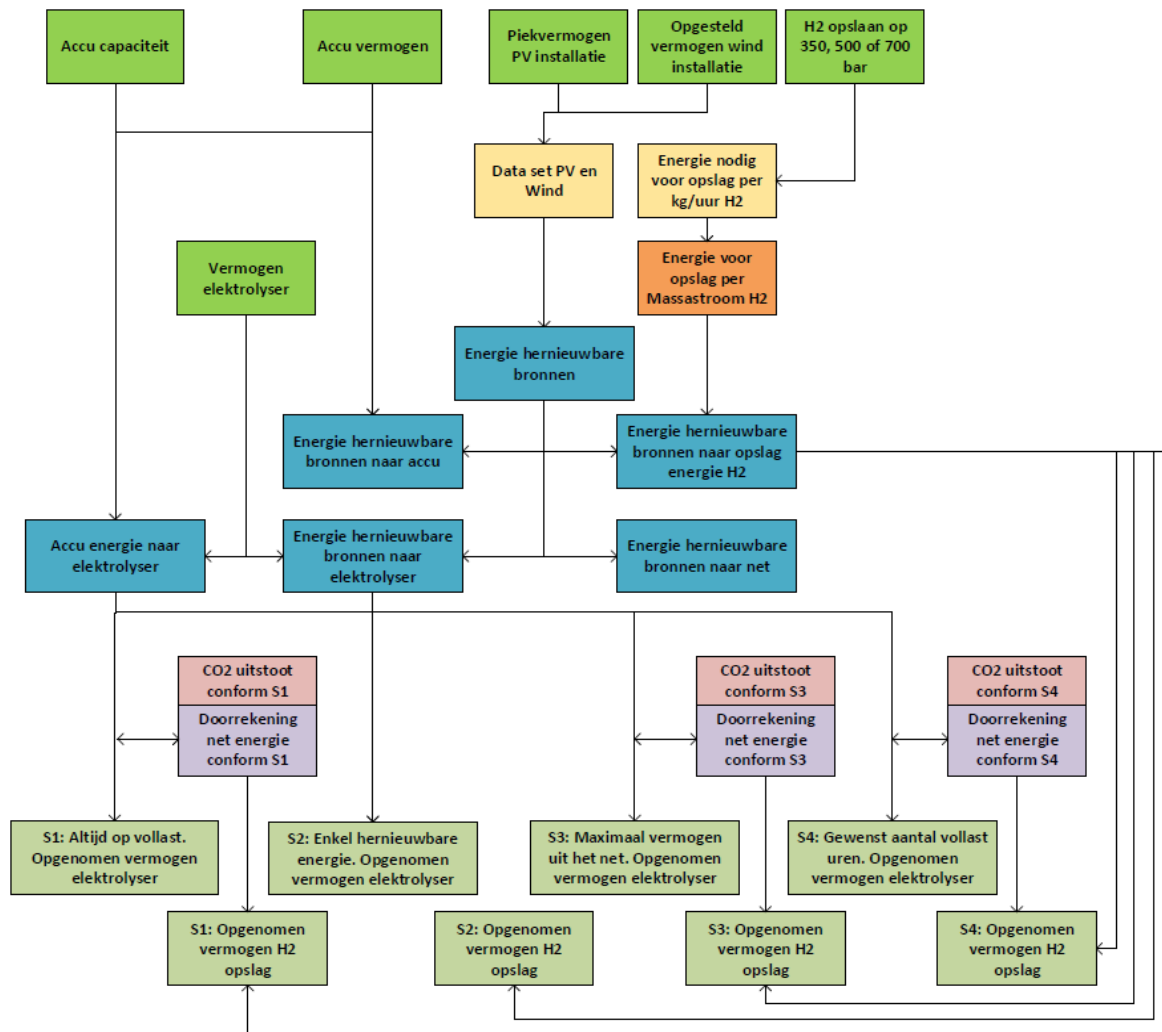 Accu capaciteit
Accu vermogen
Piekvermogen
PV installatie
Opgesteld
vermogen wind
installatie
H2 opslaan op
350, 500 of 700
bar
Data set PV en
Wind
Energie nodig
voor opslag per
kg/uur H2
Vermogen
elektrolyser
Energie voor
opslag per
Massastroom H2
Energie hernieuwbare
bronnen
Energie hernieuwbare
bronnen naar accu
Energie hernieuwbare
bronnen naar opslag
energie H2
Accu energie naar
elektrolyser
Energie hernieuwbare
bronnen naar
elektrolyser
Energie hernieuwbare
bronnen naar net
CO2 uitstoot
conform S1
Doorrekening
net energie
conform S1
CO2 uitstoot
conform S3
Doorrekening
net energie
conform S3
CO2 uitstoot
conform S4
Doorrekening
net energie
conform S4
S1: Altijd op vollast.
Opgenomen vermogen
elektrolyser
S2: Enkel hernieuwbare
energie. Opgenomen
vermogen elektrolyser
S3: Maximaal vermogen
uit het net. Opgenomen
vermogen elektrolyser
S4: Gewenst aantal vollast
uren. Opgenomen
vermogen elektrolyser
S1: Opgenomen
vermogen H2
opslag
S2: Opgenomen
vermogen H2
opslag
S3: Opgenomen
vermogen H2
opslag
S4: Opgenomen
vermogen H2
opslag